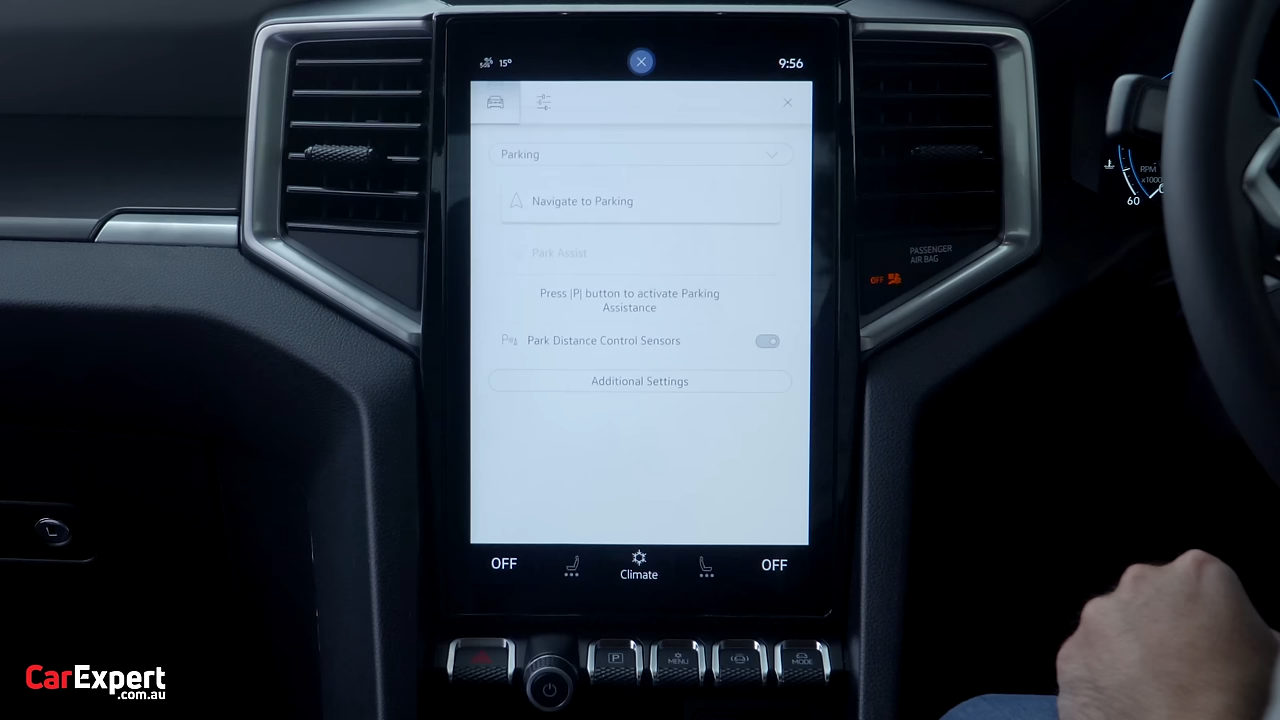 15°
9:56
Parking
Navigate to Parking
Park Assist
Press |P| button to activate Parking
Assistance
Park Distance Control Sensors
Additional Settings
OFF
Climate
OFF
P
MENU
MODE
PASSENGER
AIR BAG
OFF
RPM
x1000
60
CarExpert
.com.au